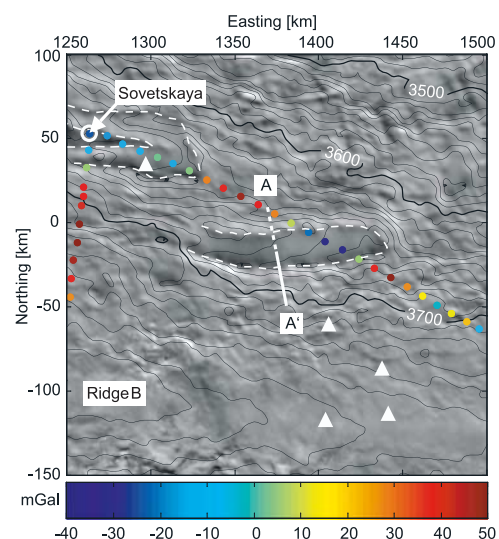 Easting [km]
1250 1300 1350 1400 1450 1500
100
50
0
-50
-100
-150
Northing [km]
Sovetskaya
3500
3600
A
A'
3700
Ridge B
mGal
-40 -30 -20 -10 0 10 20 30 40 50